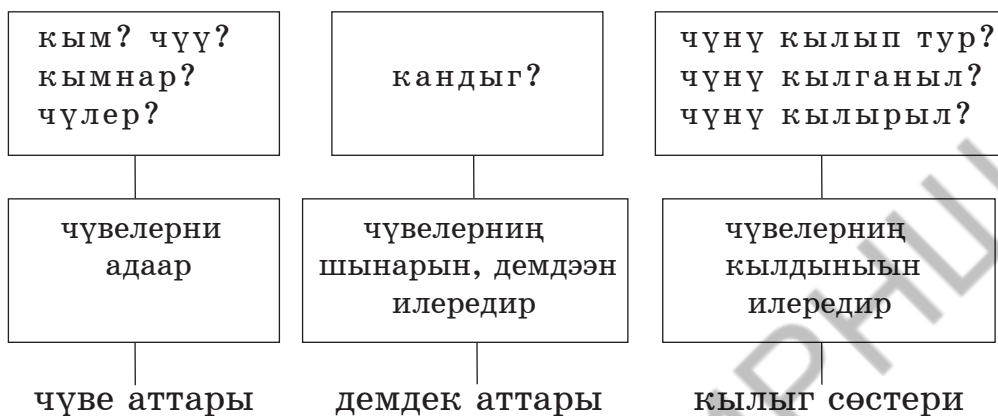 кым? чүү?
кымнар?
чүлер?
кандыг?
чүнү кылып тур?
чүнү кылганыл?
чүнү кылырыл?
чүвелерни
адаар
чүвелерниң
шынарын, демдээн
илередир
чүвелерниң
кылдыныын
илередир
чүве аттары
демдек аттары
кылыг сөстери